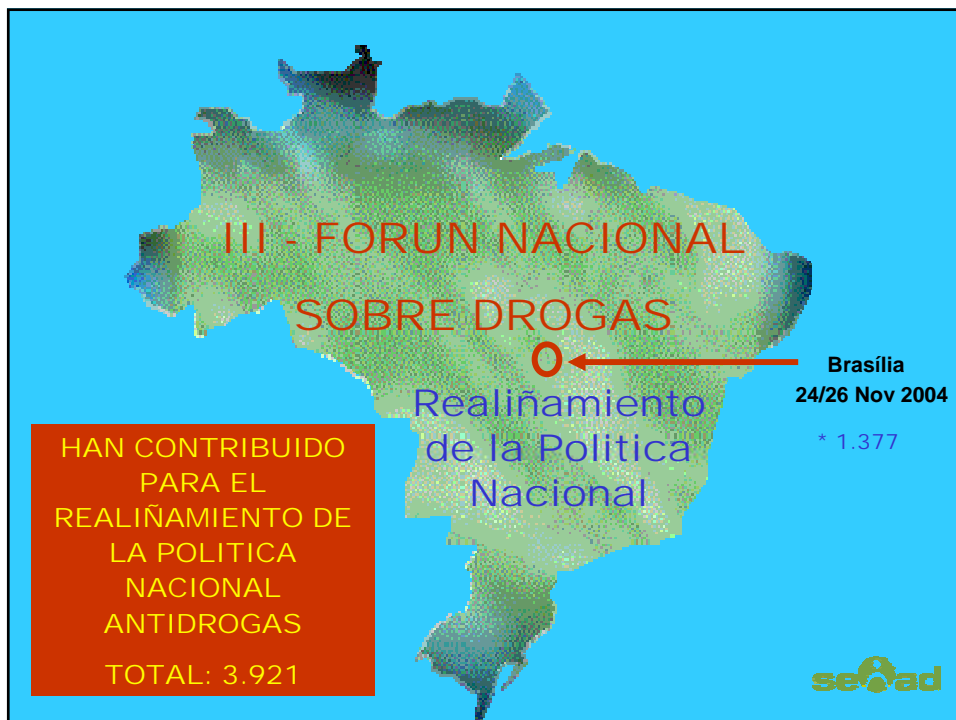 III - FORUN NACIONAL
SOBRE DROGAS
Brasília
24/26 Nov 2004
* 1.377
Realiñamiento
de la Politica
Nacional
HAN CONTRIBUIDO
PARA EL
REALIÑAMIENTO DE
LA POLITICA
NACIONAL
ANTIDROGAS
TOTAL: 3.921
senad